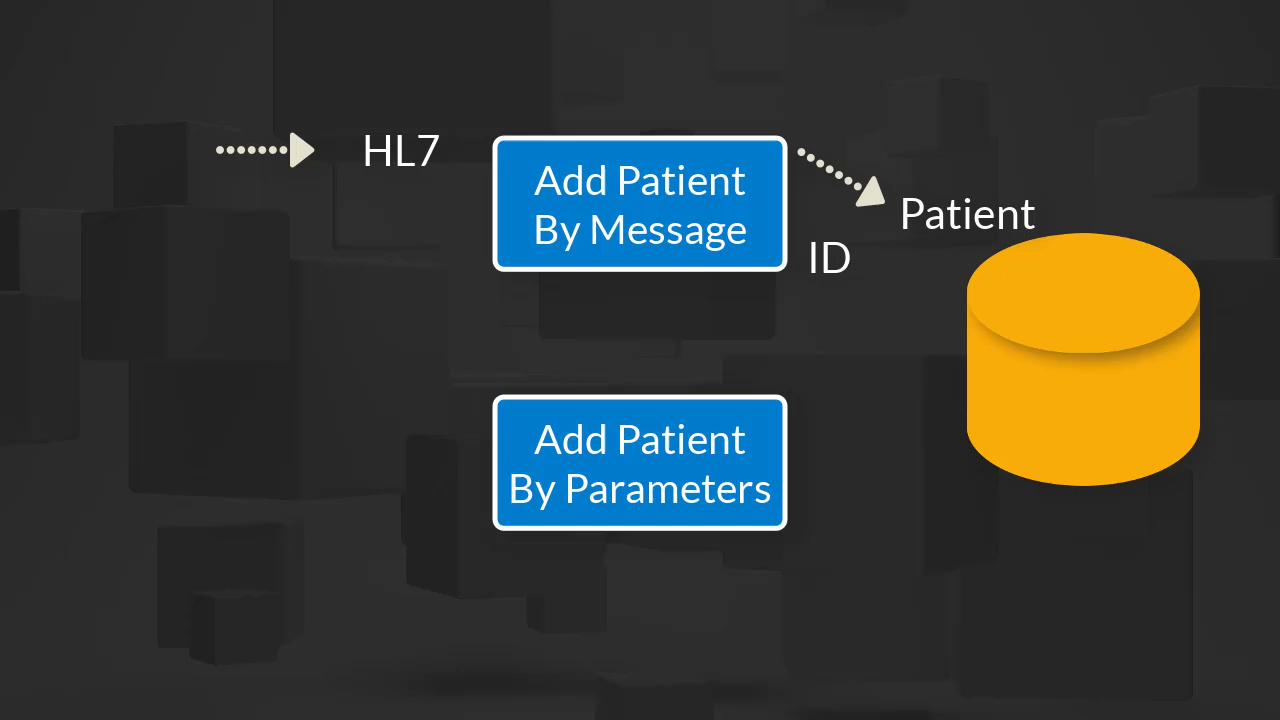 HL7
Add Patient
By Message
Patient
ID
Add Patient
By Parameters